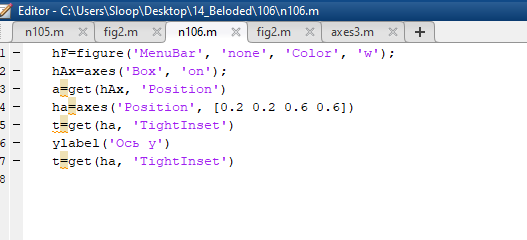 Editor - C:\Users\Sloop\Desktop\14_Beloded\106\n106.m
n105.m fig2.m n106.m fig2.m axes3.m +
1 – hF=figure('MenuBar', 'none', 'Color', 'w');
2 – hAx=axes('Box', 'on');
3 – a=get(hAx, 'Position')
4 – ha=axes('Position', [0.2 0.2 0.6 0.6])
5 – t=get(ha, 'TightInset')
6 – ylabel('Ось y')
7 – t=get(ha, 'TightInset')
8